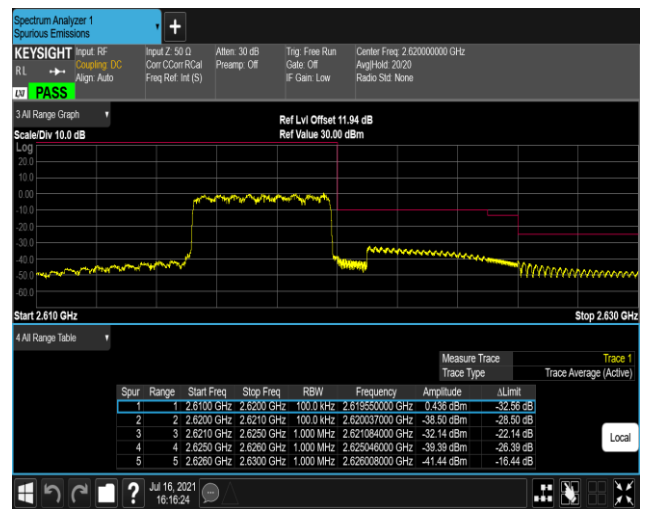 Spectrum Analyzer 1
Spurious Emissions
+
KEYSIGHT Input: RF Input Z: 50 Ω Atten: 30 dB Trig: Free Run Center Freq: 2.620000000 GHz
R L Coupling: DC Corr CCorr RCal Preamp: Off Gate: Off Avg|Hold: 20/20
Align: Auto Freq Ref: Int (S) IF Gain: Low Radio Std: None
LXI PASS
3 All Range Graph
Ref Lvl Offset 11.94 dB
Scale/Div 10.0 dB Ref Value 30.00 dBm
Log
20.0
10.0
0.00
-10.0
-20.0
-30.0
-40.0
-50.0
-60.0
Start 2.610 GHz Stop 2.630 GHz
4 All Range Table
Measure Trace Trace 1
Trace Type Trace Average (Active)
Spur Range Start Freq Stop Freq RBW Frequency Amplitude ΔLimit
1 1 2.6100 GHz 2.6200 GHz 100.0 kHz 2.619550000 GHz 0.436 dBm -32.56 dB
2 2 2.6200 GHz 2.6210 GHz 100.0 kHz 2.620037000 GHz -38.50 dBm -28.50 dB
3 3 2.6210 GHz 2.6250 GHz 1.000 MHz 2.621084000 GHz -32.14 dBm -22.14 dB
4 4 2.6250 GHz 2.6260 GHz 1.000 MHz 2.625046000 GHz -39.39 dBm -26.39 dB
5 5 2.6260 GHz 2.6300 GHz 1.000 MHz 2.626008000 GHz -41.44 dBm -16.44 dB
Local
? Jul 16, 2021
16:16:24